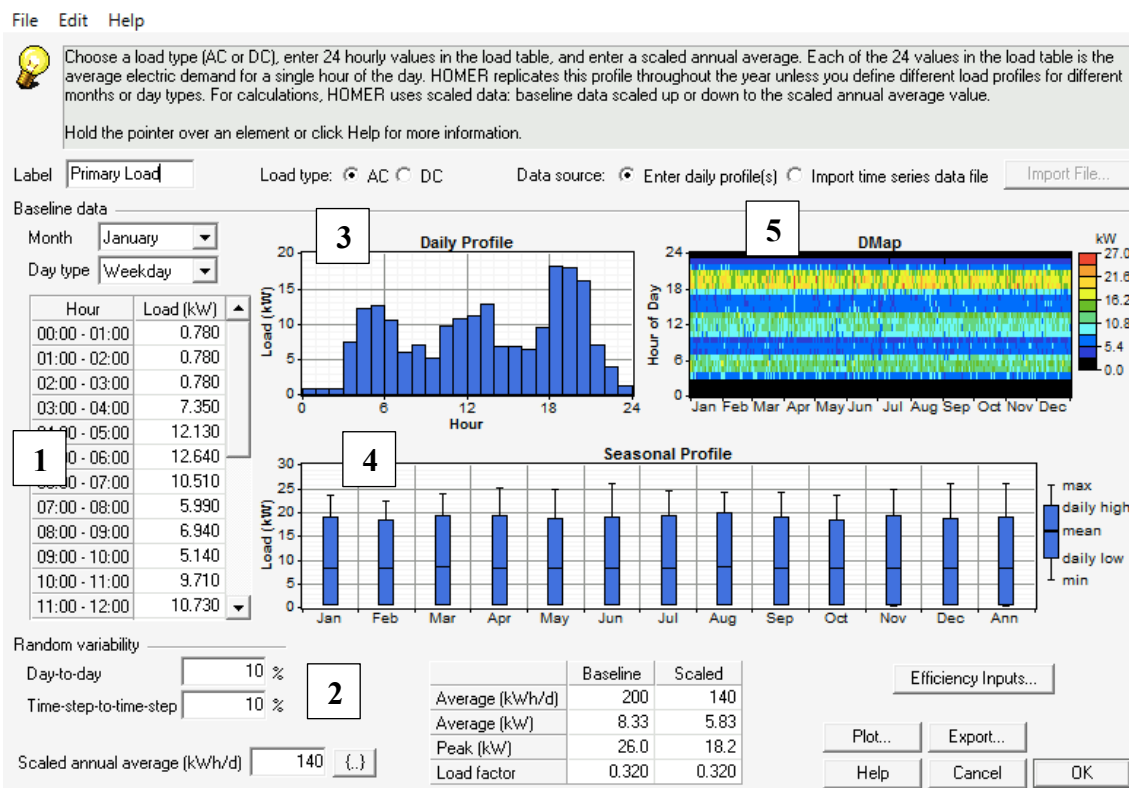 File Edit Help
Choose a load type (AC or DC), enter 24 hourly values in the load table, and enter a scaled annual average. Each of the 24 values in the load table is the
average electric demand for a single hour of the day. HOMER replicates this profile throughout the year unless you define different load profiles for different
months or day types. For calculations, HOMER uses scaled data: baseline data scaled up or down to the scaled annual average value.
Hold the pointer over an element or click Help for more information.
Label Primary Load Load type: AC DC Data source: Enter daily profile(s) Import time series data file Import File...
Baseline data
Month January
Day type Weekday
Hour Load (kW)
00:00 - 01:00 0.780
01:00 - 02:00 0.780
02:00 - 03:00 0.780
03:00 - 04:00 7.350
05:00 12.130
06:00 12.640
07:00 10.510
07:00 - 08:00 5.990
08:00 - 09:00 6.940
09:00 - 10:00 5.140
10:00 - 11:00 9.710
11:00 - 12:00 10.730
1
3
Daily Profile
20
15
10
5
0
Load (kW)
0 6 12 18 24
Hour
5
DMap
24
18
12
6
0
Hour of Day
Jan Feb Mar Apr May Jun Jul Aug Sep Oct Nov Dec
kW
27.0
21.6
16.2
10.8
5.4
0.0
4
Seasonal Profile
30
25
20
15
10
5
0
Load (kW)
Jan Feb Mar Apr May Jun Jul Aug Sep Oct Nov Dec Ann
max
daily high
mean
daily low
min
Random variability
Day-to-day 10 %
Time-step-to-time-step 10 %
2
Scaled annual average (kWh/d) 140 {..}
Baseline Scaled
Average (kWh/d) 200 140
Average (kW) 8.33 5.83
Peak (kW) 26.0 18.2
Load factor 0.320 0.320
Efficiency Inputs...
Plot... Export...
Help Cancel OK